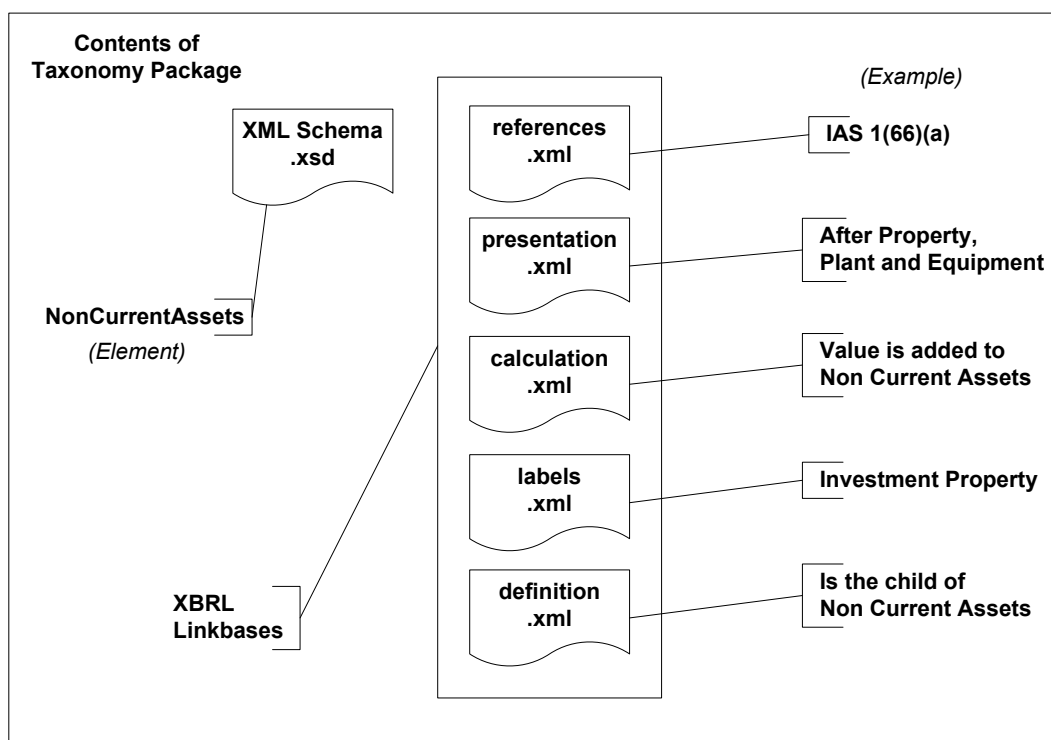 Contents of
Taxonomy Package
(Example)
XML Schema
.xsd
references
.xml
IAS 1(66)(a)
presentation
.xml
After Property,
Plant and Equipment
NonCurrentAssets
(Element)
calculation
.xml
Value is added to
Non Current Assets
labels
.xml
Investment Property
XBRL
Linkbases
definition
.xml
Is the child of
Non Current Assets